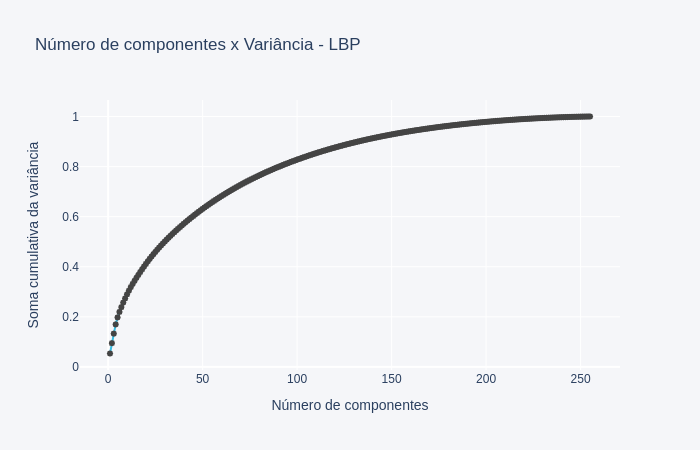 Número de componentes x Variância - LBP
Soma cumulativa da variância
1
0.8
0.6
0.4
0.2
0
0 50 100 150 200 250
Número de componentes